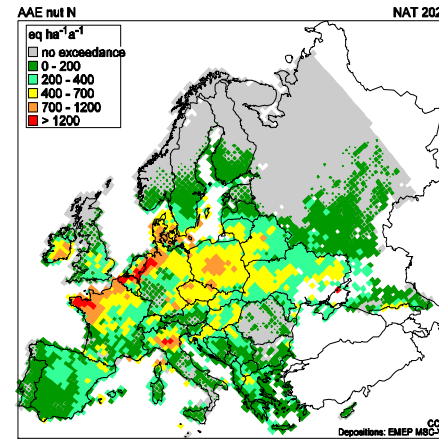 AAE nut N NAT 202
eq ha⁻¹a⁻¹
no exceedance
0 - 200
200 - 400
400 - 700
700 - 1200
> 1200
CC
Depositions: EMEP MSC-